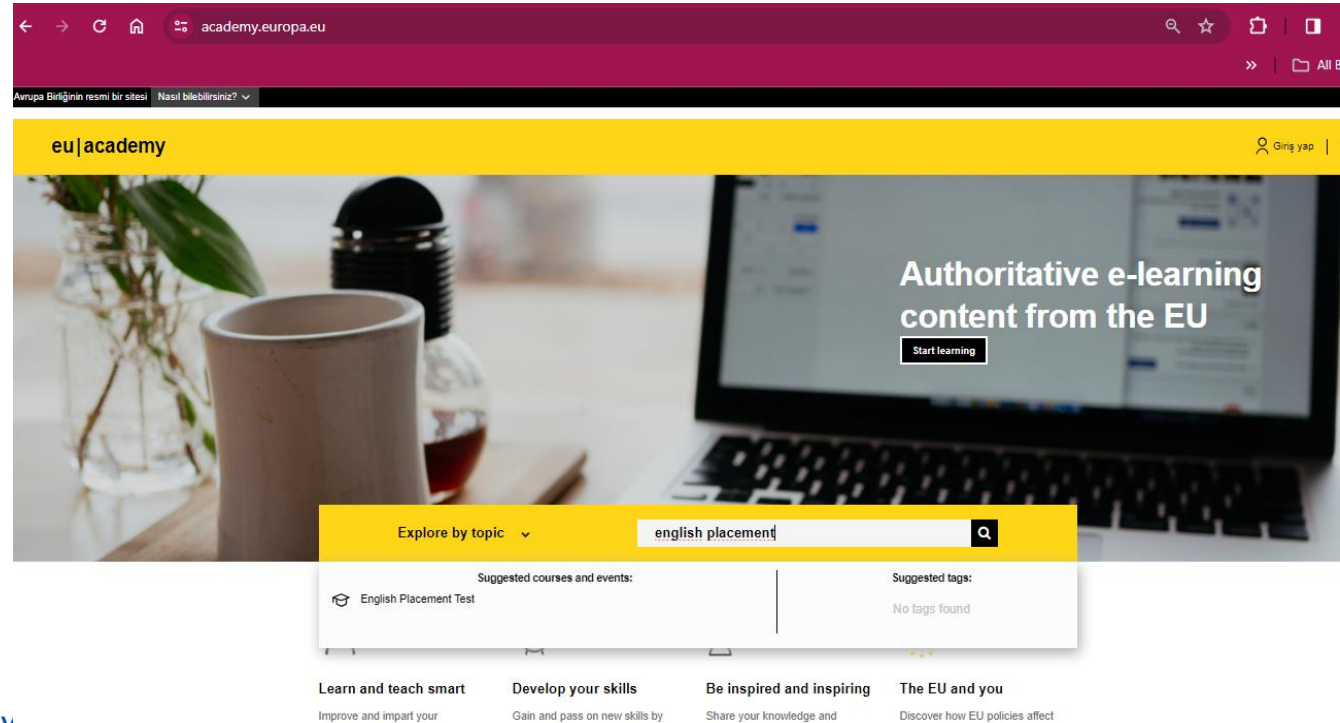 academy.europa.eu
All B
Avrupa Birliğinin resmi bir sitesi Nasıl bilebilirsiniz?
eu|academy
Giriş yap
Authoritative e-learning
content from the EU
Start learning
Explore by topic
english placement
Suggested courses and events:
Suggested tags:
English Placement Test
No tags found
Learn and teach smart
Develop your skills
Be inspired and inspiring
The EU and you
Improve and impart your
Gain and pass on new skills by
Share your knowledge and
Discover how EU policies affect